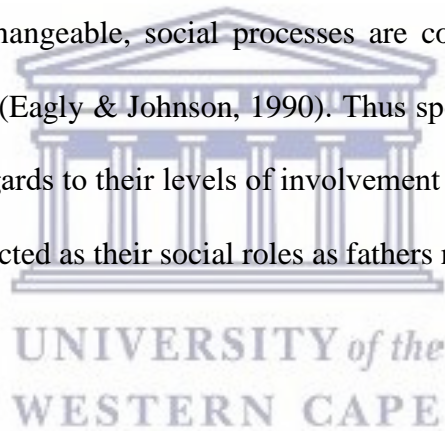 hangeable, social processes are co
(Eagly & Johnson, 1990). Thus sp
gards to their levels of involvement
cted as their social roles as fathers
UNIVERSITY of the
WESTERN CAPE